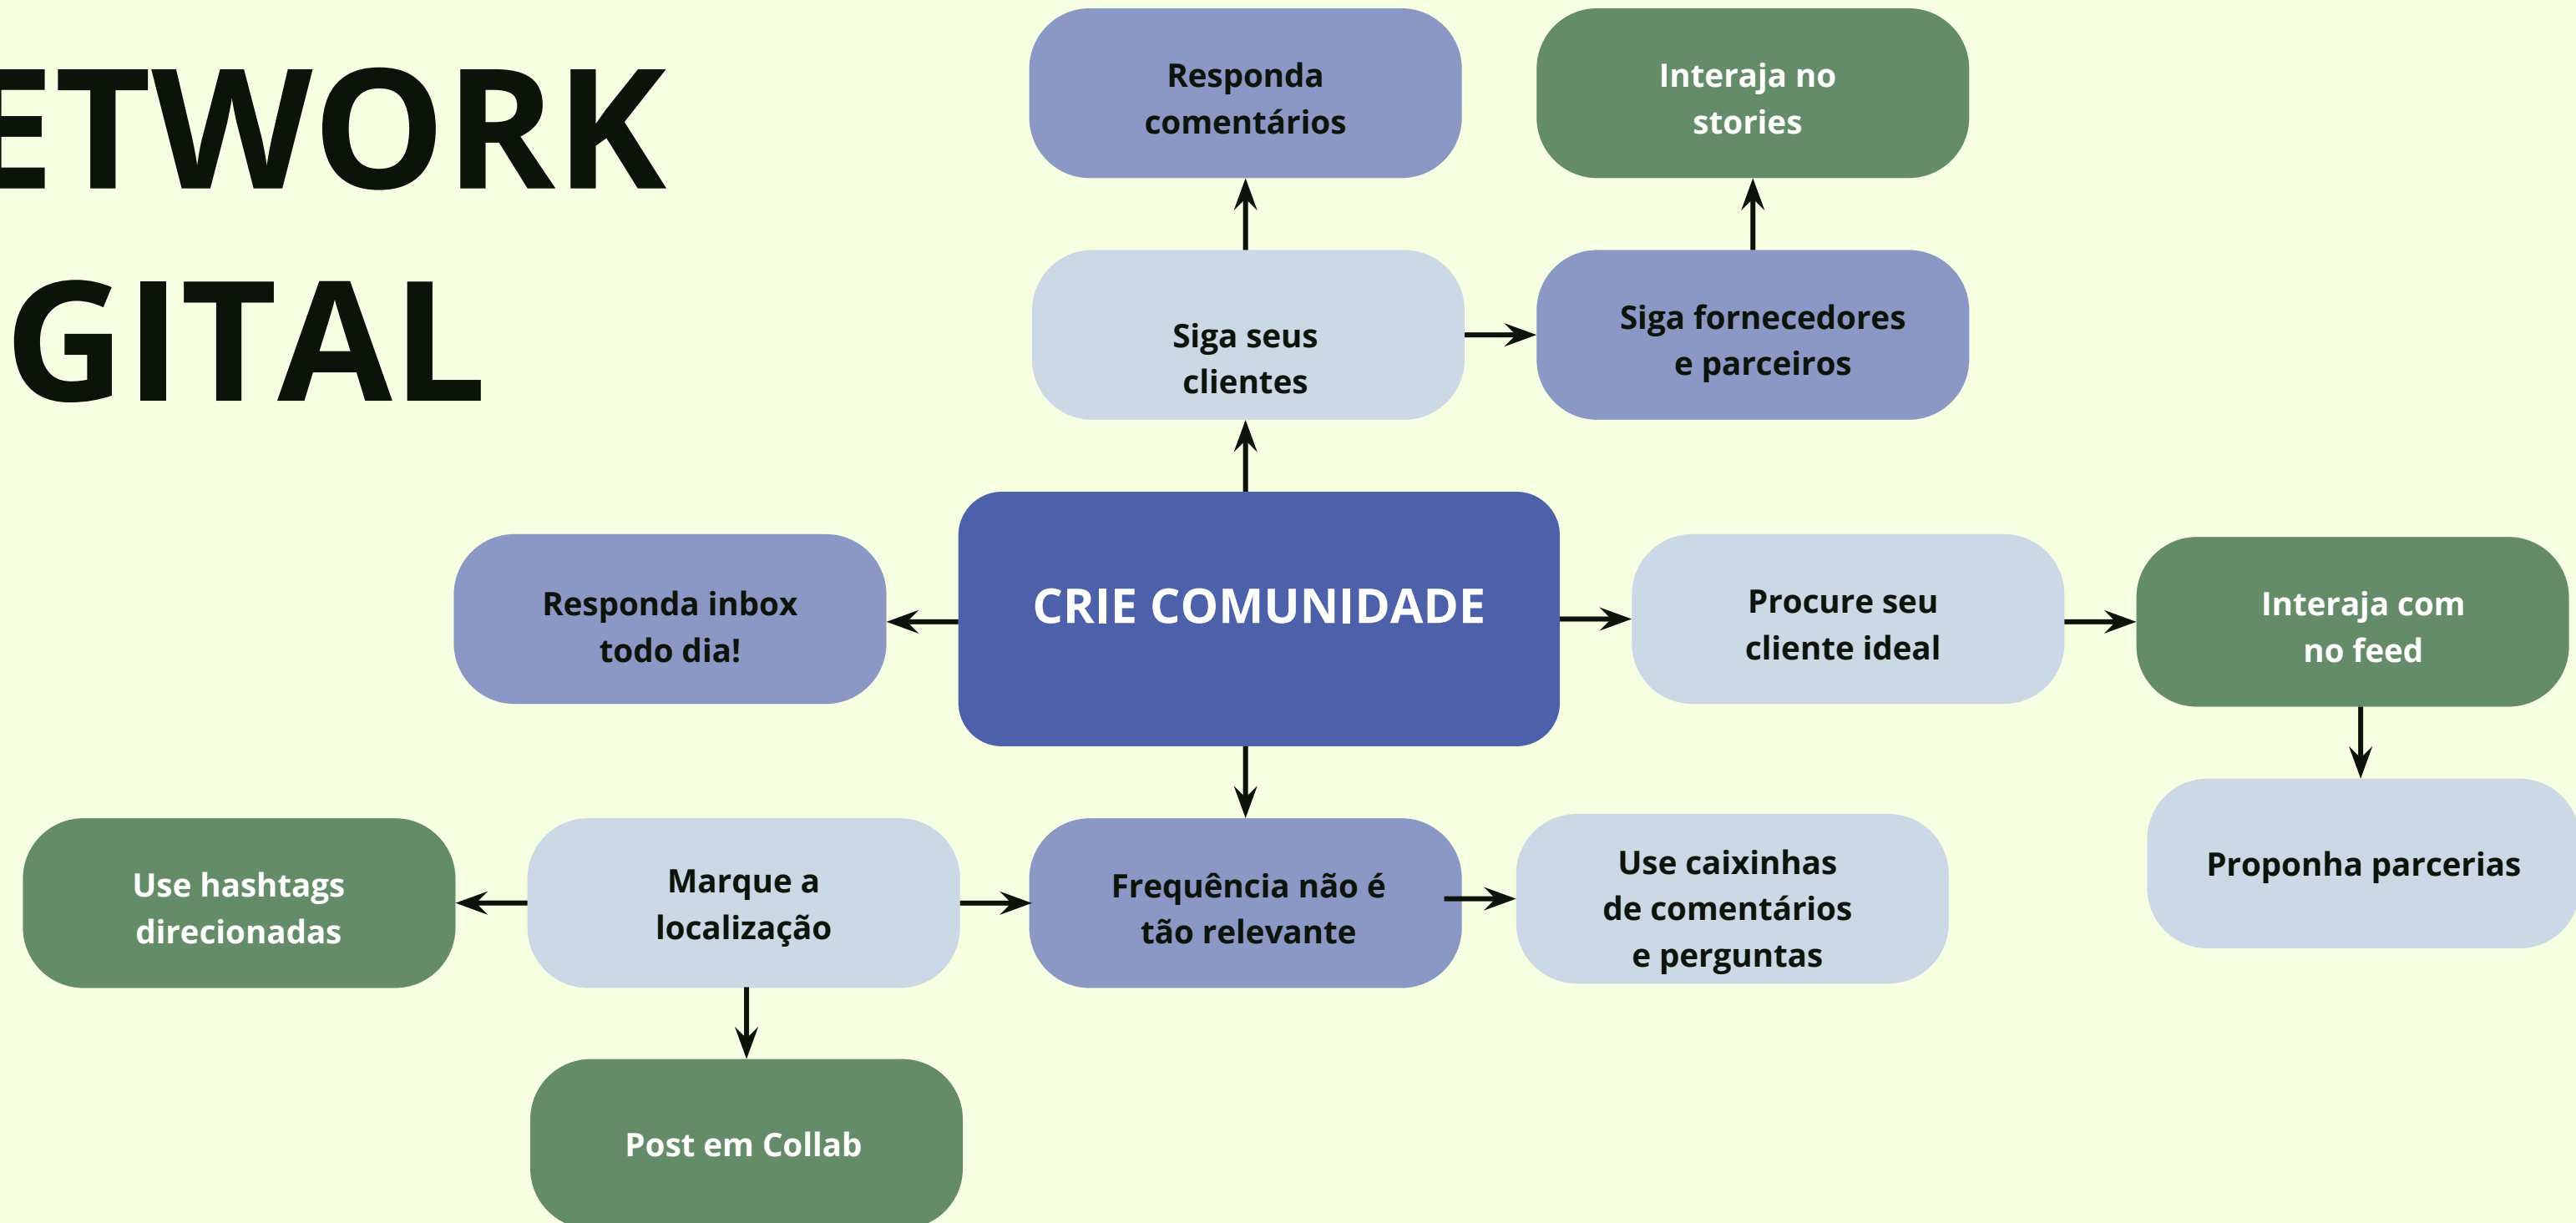 ETWORK
GITAL
Responda
comentários
Interaja no
stories
Siga seus
clientes
Siga fornecedores
e parceiros
Responda inbox
todo dia!
CRIE COMUNIDADE
Procure seu
cliente ideal
Interaja com
no feed
Use hashtags
direcionadas
Marque a
localização
Frequência não é
tão relevante
Use caixinhas
de comentários
e perguntas
Proponha parcerias
Post em Collab